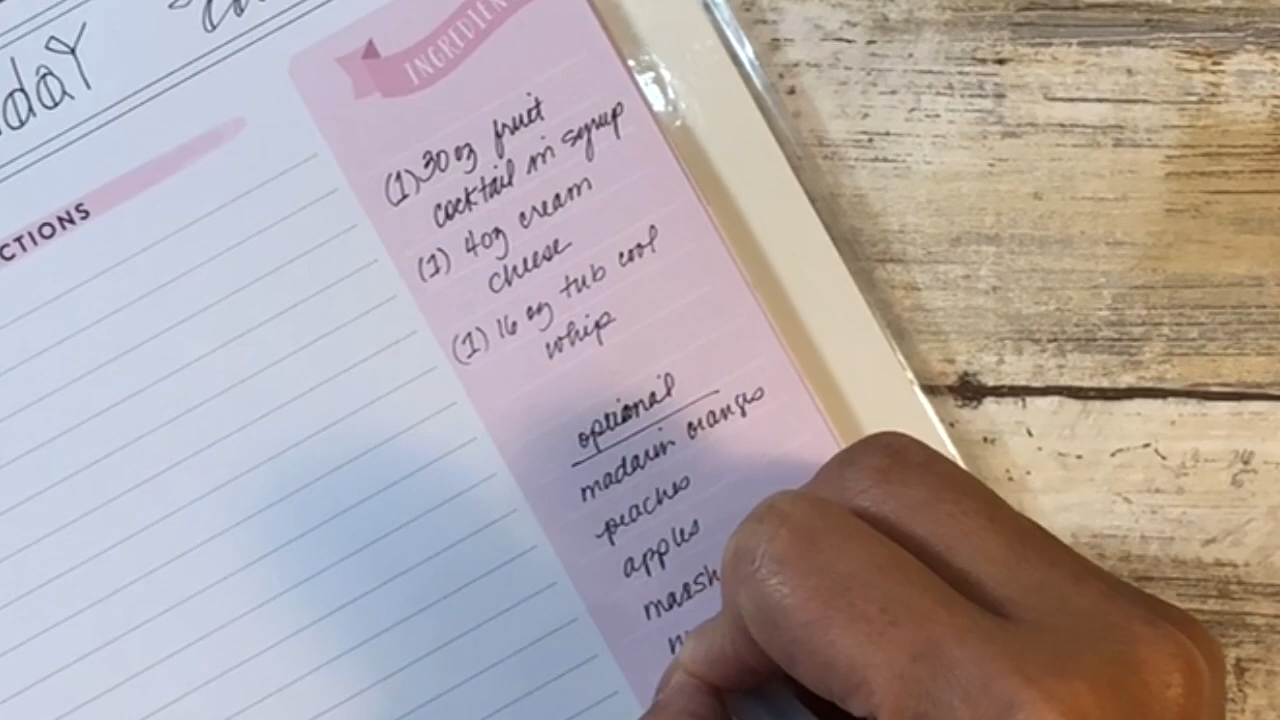 daY
INGREDIEN
CTIONS
(1) 30 oz fruit
cocktail in syrup
(1) 4oz cream
cheese
(1) 16 oz tub cool
whip
optional
madarin oranges
peaches
apples
marsh